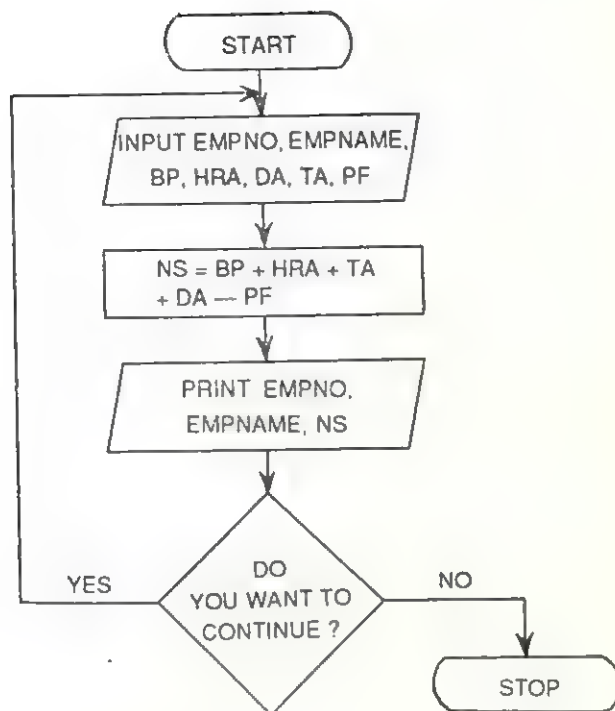 START
INPUT EMPNO, EMPNAME,
BP, HRA, DA, TA, PF
NS = BP + HRA + TA
+ DA — PF
PRINT EMPNO,
EMPNAME, NS
DO
YOU WANT TO
CONTINUE ?
YES
NO
STOP